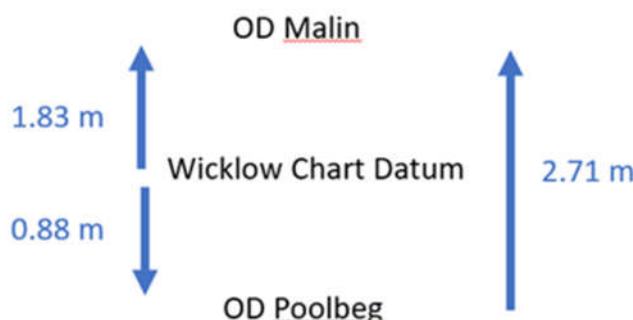 OD Malin
1.83 m
Wicklow Chart Datum
2.71 m
0.88 m
OD Poolbeg